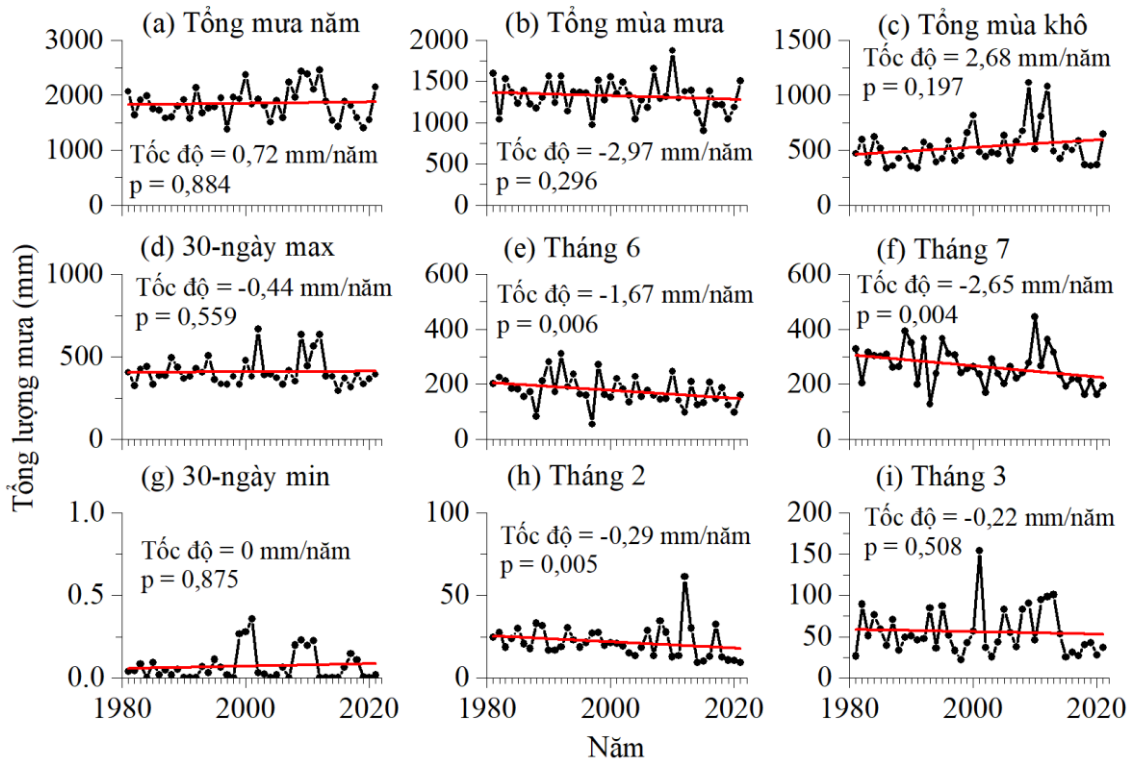 (a) Tổng mưa năm
3000
2000
1000
0
Tốc độ = 0,72 mm/năm
p = 0,884
(b) Tổng mùa mưa
2000
1500
1000
500
0
Tốc độ = -2,97 mm/năm
p = 0,296
(c) Tổng mùa khô
1500
1000
500
0
Tốc độ = 2,68 mm/năm
p = 0,197
Tổng lượng mưa (mm)
(d) 30-ngày max
1000
500
0
Tốc độ = -0,44 mm/năm
p = 0,559
(e) Tháng 6
600
400
200
0
Tốc độ = -1,67 mm/năm
p = 0,006
(f) Tháng 7
600
400
200
0
Tốc độ = -2,65 mm/năm
p = 0,004
(g) 30-ngày min
1.0
0.5
0.0
Tốc độ = 0 mm/năm
p = 0,875
1980
2000
2020
(h) Tháng 2
100
50
0
Tốc độ = -0,29 mm/năm
p = 0,005
1980
2000
2020
(i) Tháng 3
200
150
100
50
0
Tốc độ = -0,22 mm/năm
p = 0,508
1980
2000
2020
Năm